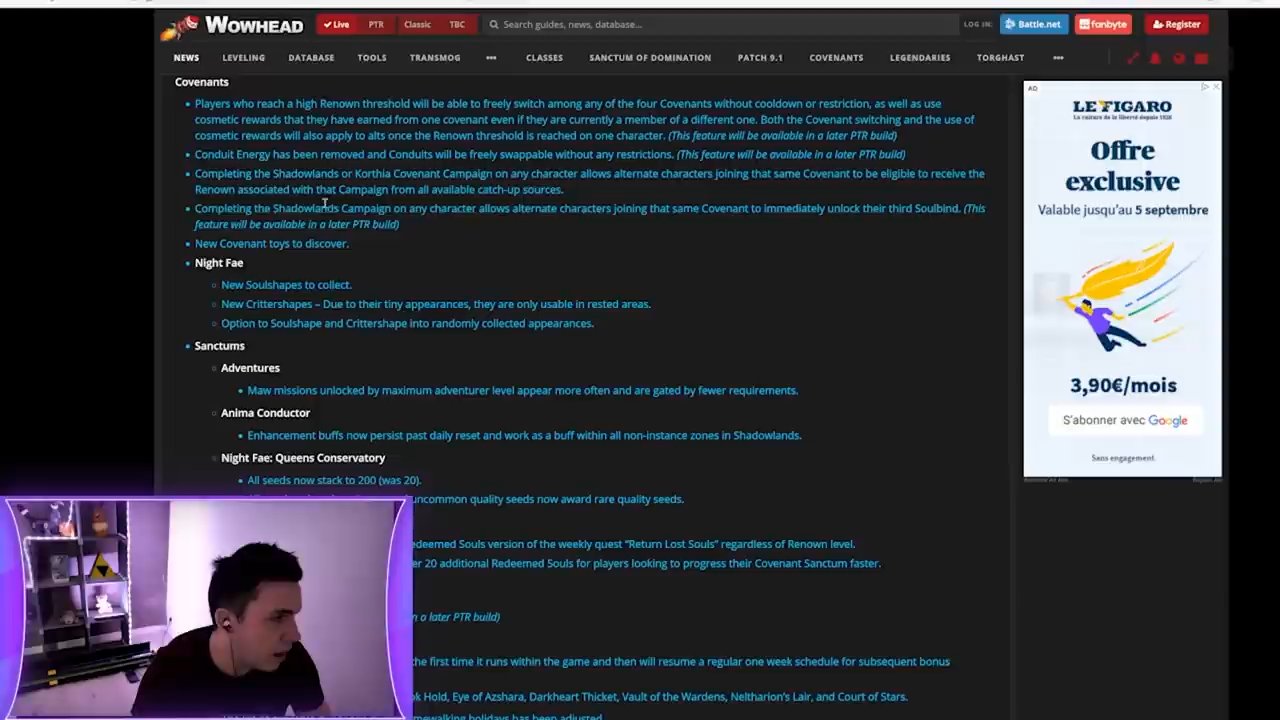 WOWHEAD
Live PTR Classic TBC
Search guides, news, database...
LOG IN: Battle.net fanbyte Register
NEWS LEVELING DATABASE TOOLS TRANSMOG ••• CLASSES SANCTUM OF DOMINATION PATCH 9.1 COVENANTS LEGENDARIES TORGHAST •••
Covenants
Players who reach a high Renown threshold will be able to freely switch among any of the four Covenants without cooldown or restriction, as well as use
cosmetic rewards that they have earned from one covenant even if they are currently a member of a different one. Both the Covenant switching and the use of
cosmetic rewards will also apply to alts once the Renown threshold is reached on one character. (This feature will be available in a later PTR build)
Conduit Energy has been removed and Conduits will be freely swappable without any restrictions. (This feature will be available in a later PTR build)
Completing the Shadowlands or Korthia Covenant Campaign on any character allows alternate characters joining that same Covenant to be eligible to receive the
Renown associated with that Campaign from all available catch-up sources.
Completing the Shadowlands Campaign on any character allows alternate characters joining that same Covenant to immediately unlock their third Soulbind. (This
feature will be available in a later PTR build)
New Covenant toys to discover.
Night Fae
New Soulshapes to collect.
New Crittershapes – Due to their tiny appearances, they are only usable in rested areas.
Option to Soulshape and Crittershape into randomly collected appearances.
Sanctums
Adventures
Maw missions unlocked by maximum adventurer level appear more often and are gated by fewer requirements.
Anima Conductor
Enhancement buffs now persist past daily reset and work as a buff within all non-instance zones in Shadowlands.
Night Fae: Queens Conservatory
All seeds now stack to 200 (was 20).
uncommon quality seeds now award rare quality seeds.
edeemed Souls version of the weekly quest "Return Lost Souls" regardless of Renown level.
er 20 additional Redeemed Souls for players looking to progress their Covenant Sanctum faster.
n a later PTR build)
the first time it runs within the game and then will resume a regular one week schedule for subsequent bonus
ok Hold, Eye of Azshara, Darkheart Thicket, Vault of the Wardens, Neltharion's Lair, and Court of Stars.
mewalking holidays has been adjusted.
AD
LE FIGARO
Offre
exclusive
Valable jusqu'au 5 septembre
3,90€/mois
S'abonner avec Google
Sans engagement.